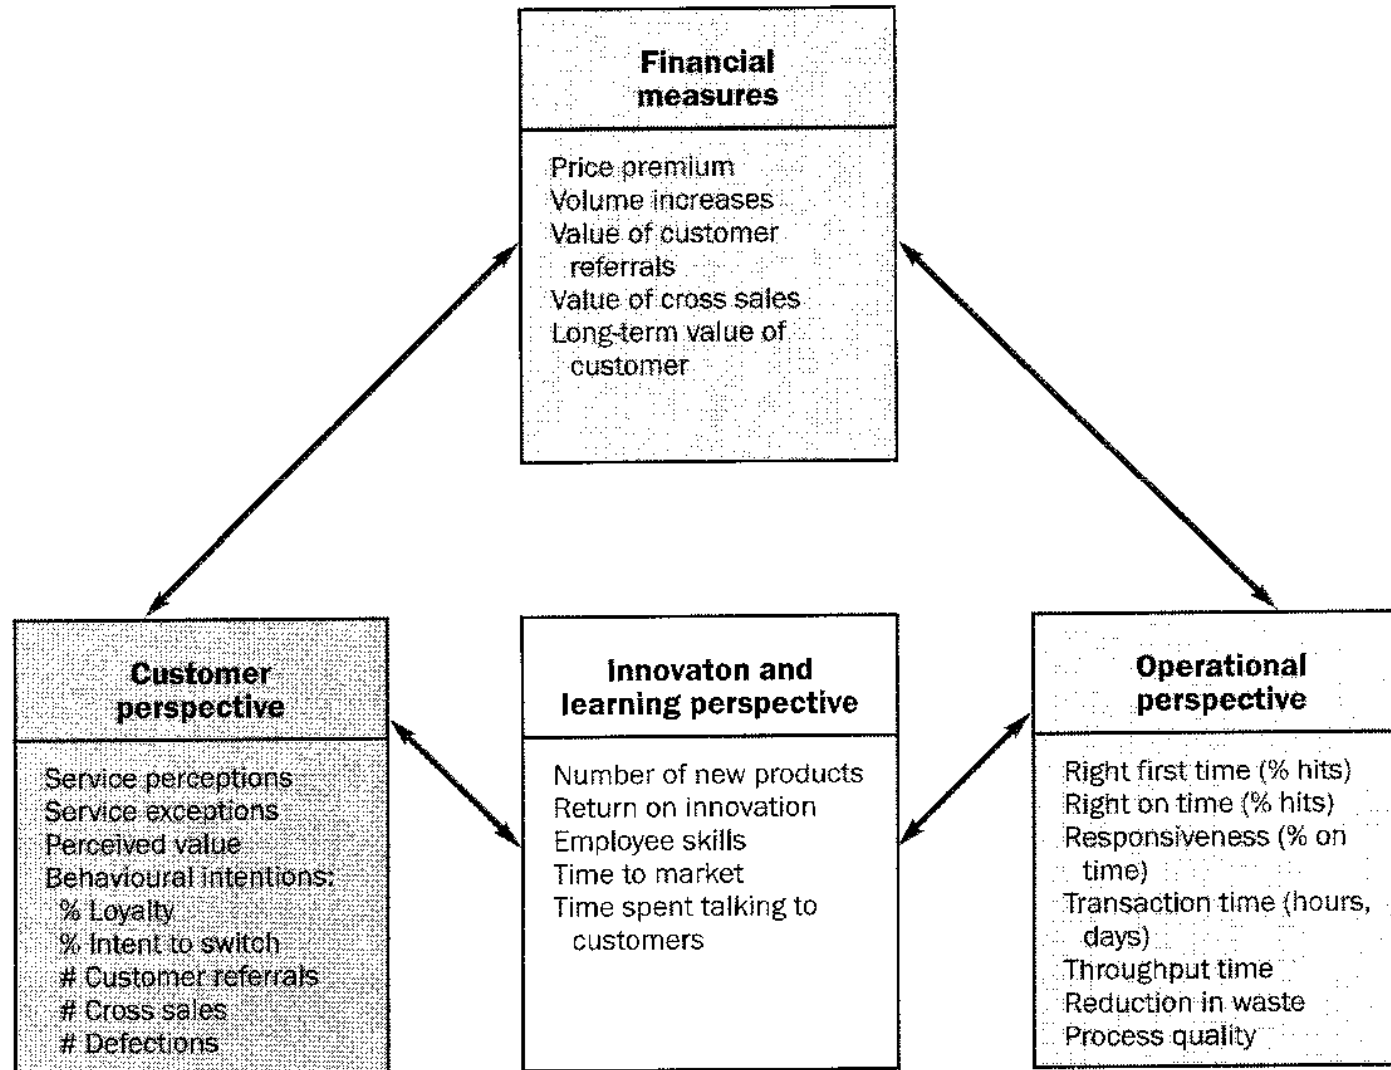 Financial
measures
Price premium
Volume increases
Value of customer
referrals
Value of cross sales
Long-term value of
customer
Customer
perspective
Service perceptions
Service exceptions
Perceived value
Behavioural intentions:
% Loyalty
% Intent to switch
# Customer referrals
# Cross sales
# Defections
Innovaton and
learning perspective
Number of new products
Return on innovation
Employee skills
Time to market
Time spent talking to
customers
Operational
perspective
Right first time (% hits)
Right on time (% hits)
Responsiveness (% on
time)
Transaction time (hours,
days)
Throughput time
Reduction in waste
Process quality